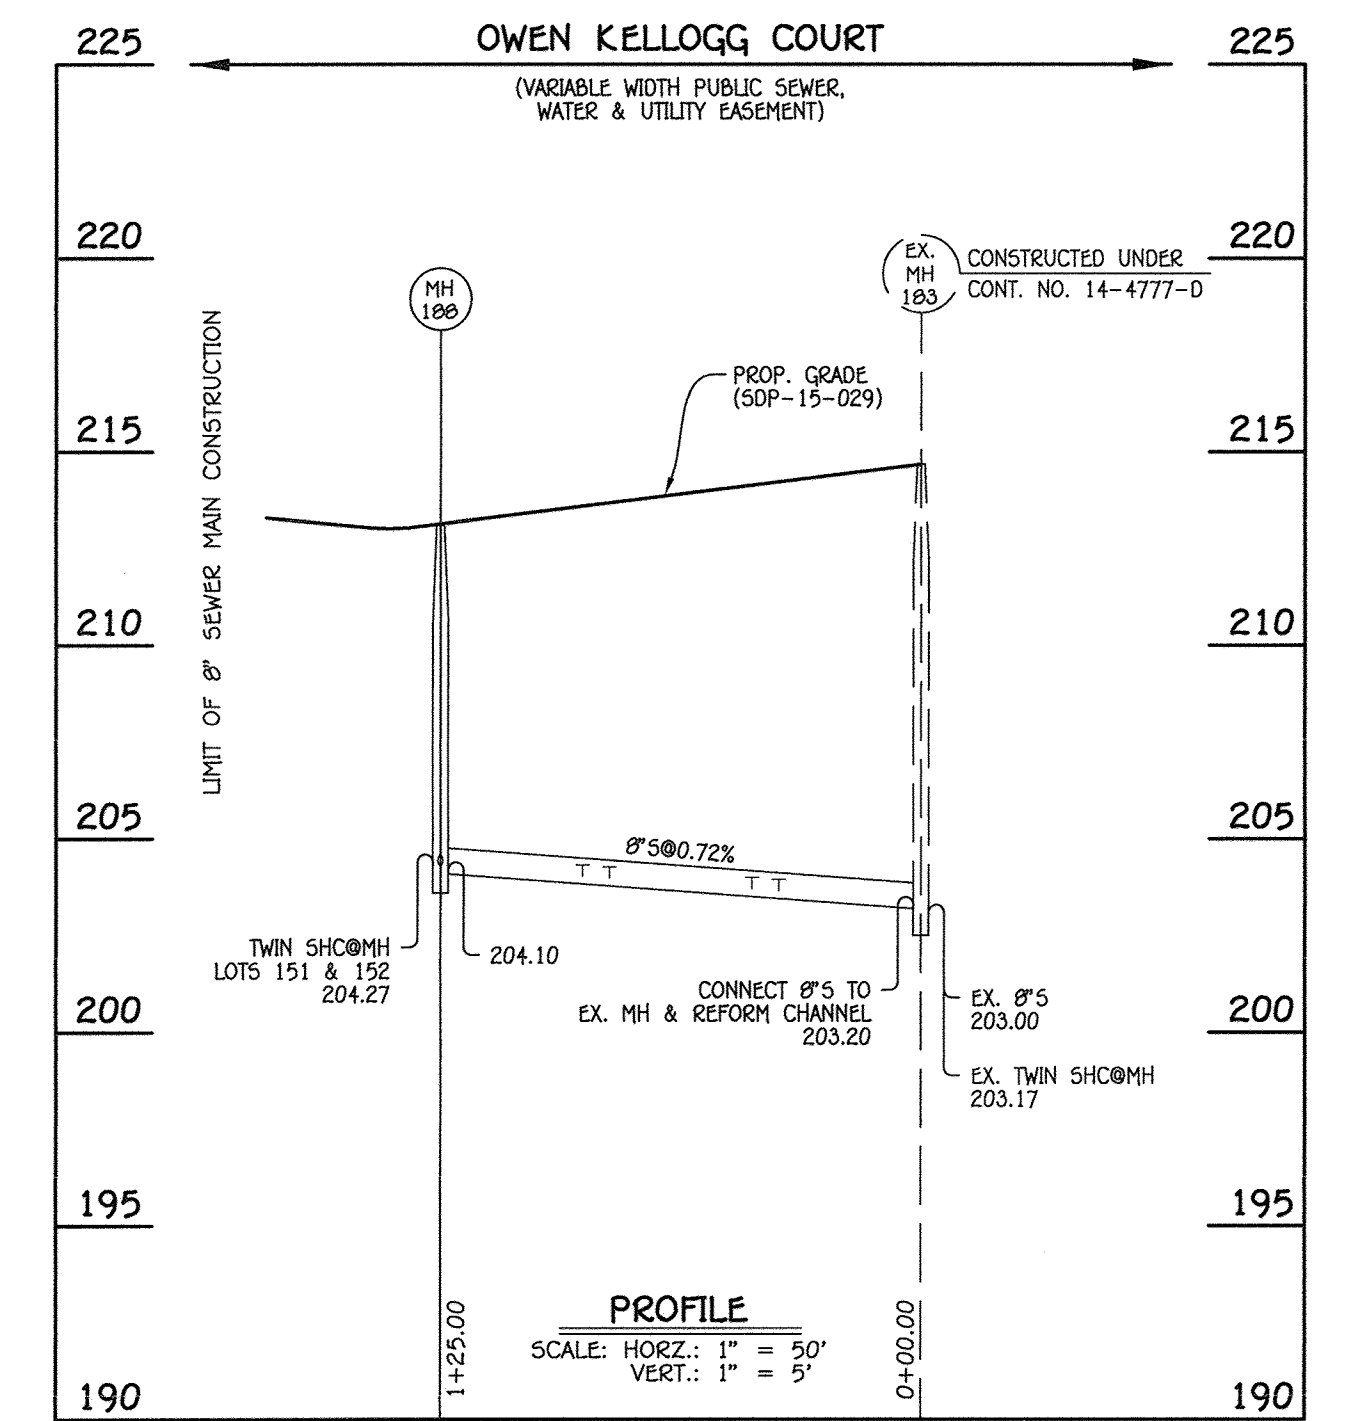 OWEN KELLOGG COURT
(VARIABLE WIDTH PUBLIC SEWER,
WATER & UTILITY EASEMENT)
225
225
220
220
215
215
210
210
205
205
200
200
195
195
190
190
LIMIT OF 8" SEWER MAIN CONSTRUCTION
MH
188
EX.
MH
183
CONSTRUCTED UNDER
CONT. NO. 14-4777-D
PROP. GRADE
(SDP-15-029)
8"S@0.72%
T T
T T
TWIN SHC@MH
LOTS 151 & 152
204.27
204.10
CONNECT 8"S TO
EX. MH & REFORM CHANNEL
203.20
EX. 8"S
203.00
EX. TWIN SHC@MH
203.17
1+25.00
0+00.00
PROFILE
SCALE: HORZ.: 1" = 50'
VERT.: 1" = 5'